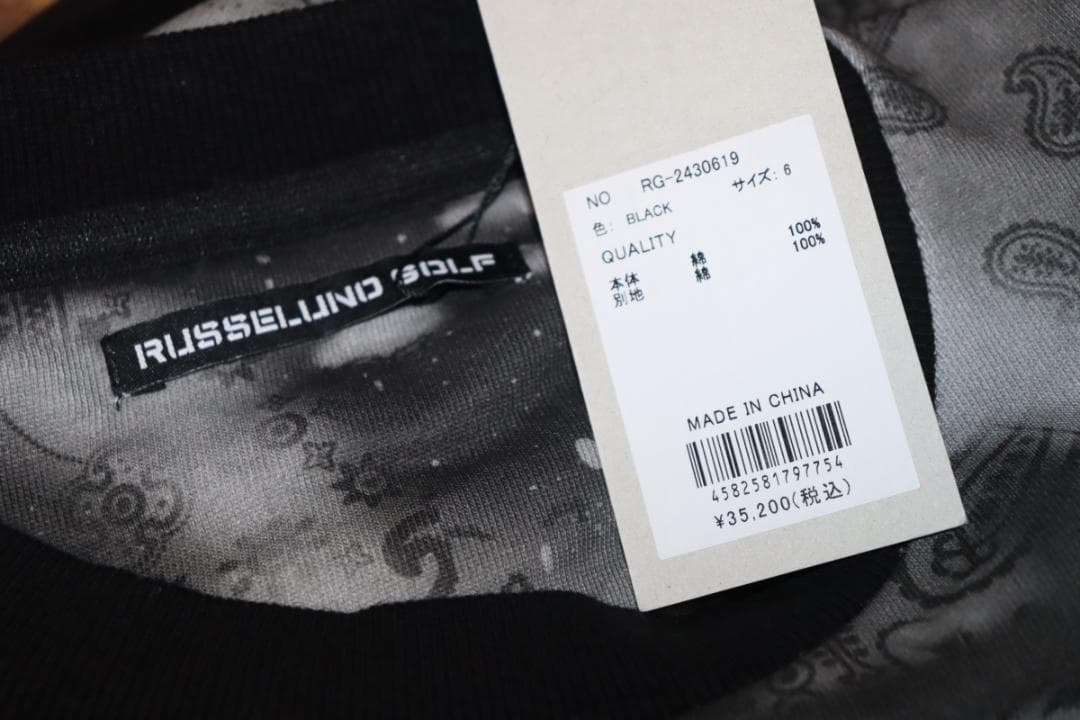 RUSSELUNO GOLF
NO RG-2430619
色: BLACK サイズ: 6
QUALITY
本体 綿 100%
別地 綿 100%
MADE IN CHINA
4582581797754
¥35,200(税込)